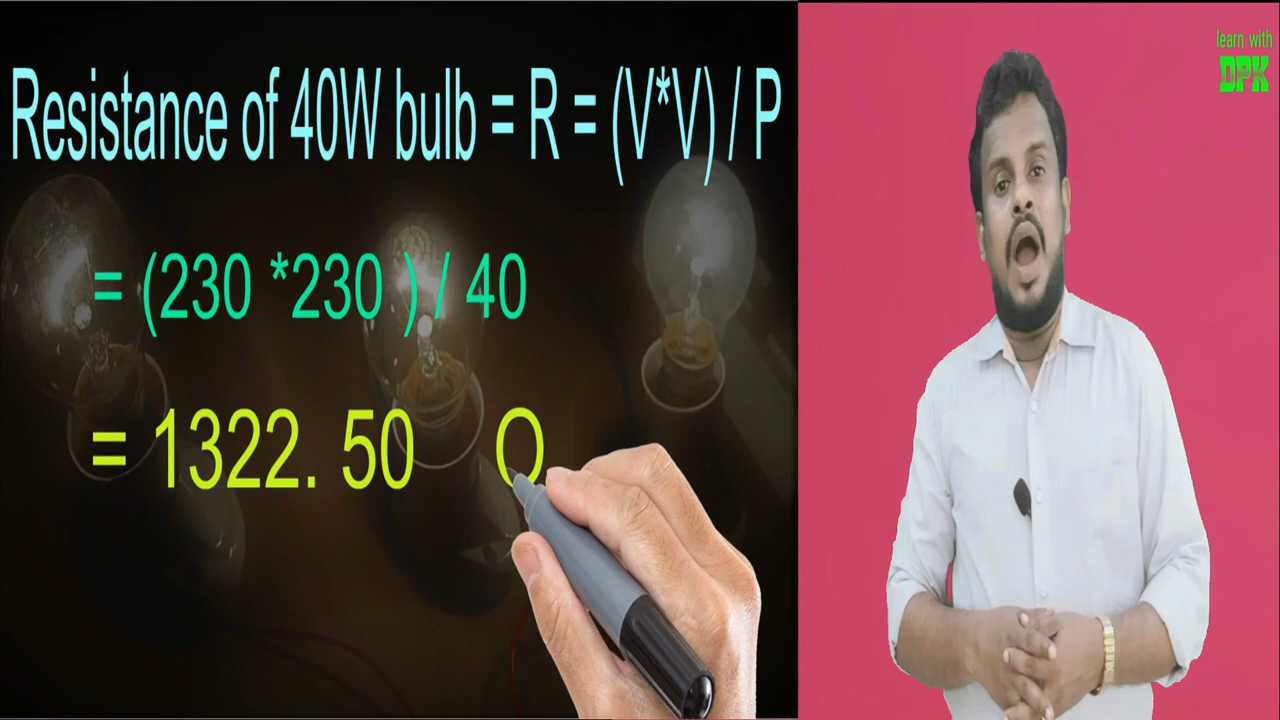 Resistance of 40W bulb = R = (V*V) / P
= (230 *230 ) / 40
= 1322. 50 O
learn with
DPK